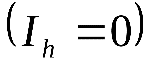 (I_h = 0)